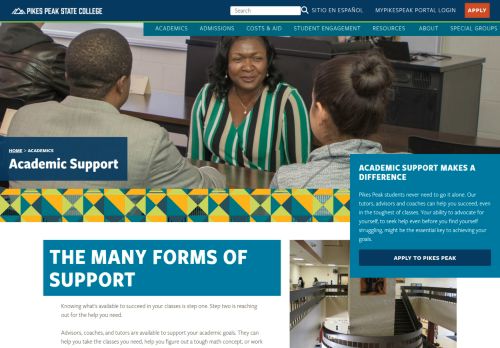 PIKES PEAK STATE COLLEGE
Search SITIO EN ESPAÑOL MYPIKESPEAK PORTAL LOGIN APPLY
ACADEMICS ADMISSIONS COSTS & AID STUDENT ENGAGEMENT RESOURCES ABOUT SPECIAL GROUPS
HOME > ACADEMICS
Academic Support
ACADEMIC SUPPORT MAKES A
DIFFERENCE
Pikes Peak students never need to go it alone. Our
tutors, advisors and coaches can help you succeed, even
in the toughest of classes. Your ability to advocate for
yourself, to seek help even before you find yourself
struggling, might be the essential key to achieving your
goals.
APPLY TO PIKES PEAK
THE MANY FORMS OF
SUPPORT
Knowing what's available to succeed in your classes is step one. Step two is reaching
out for the help you need.
Advisors, coaches, and tutors are available to support your academic goals. They can
help you take the classes you need, help you figure out a tough math concept, or work